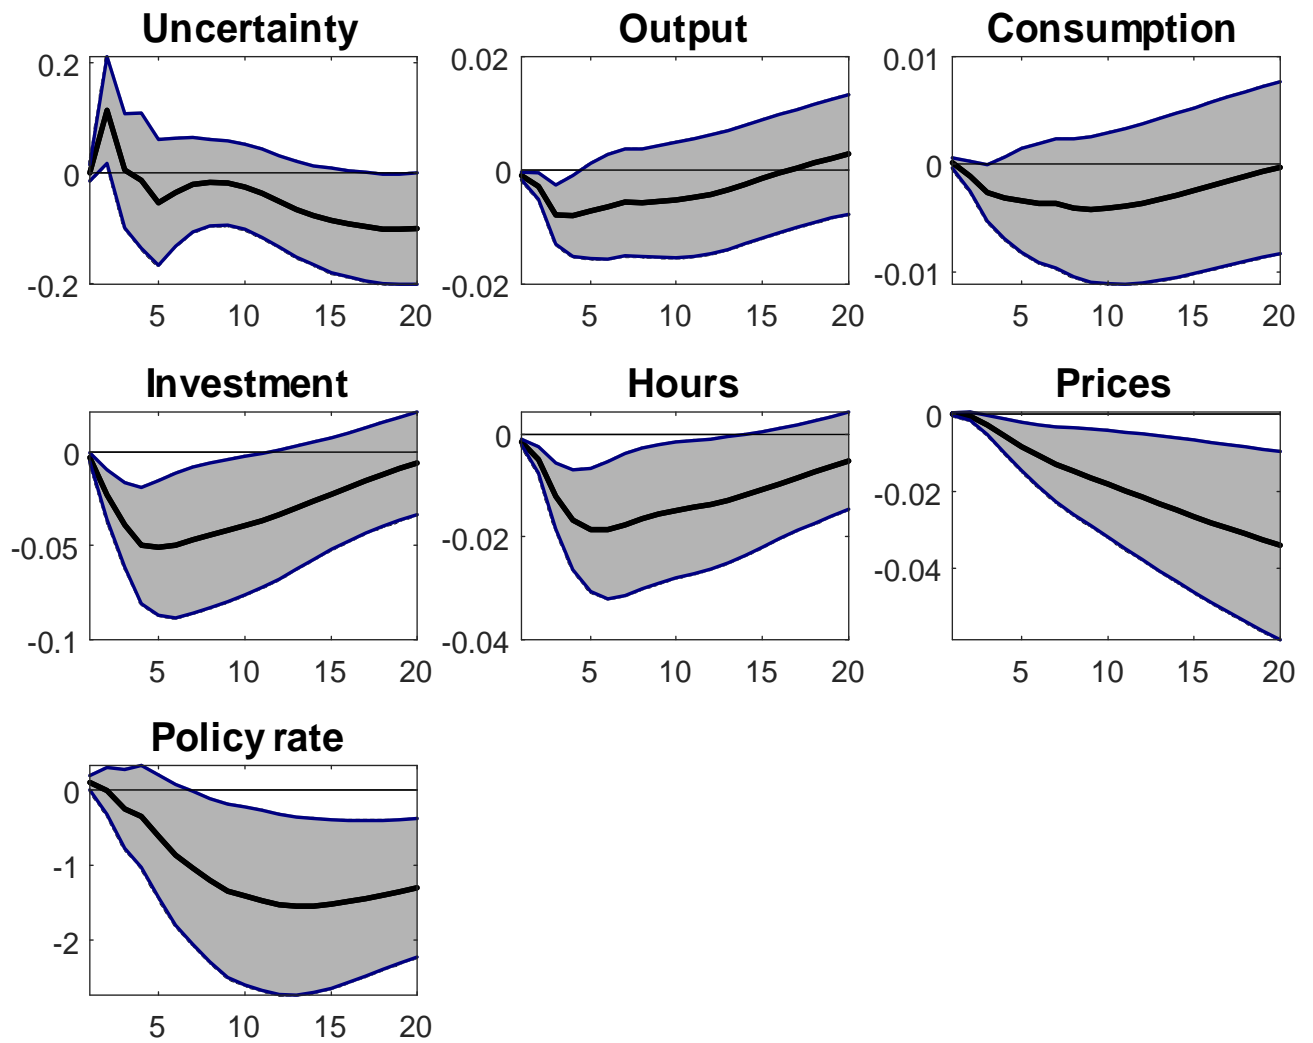 Uncertainty Output Consumption
0.2 0.02 0.01
0 0 0
-0.2 -0.02 -0.01
5 10 15 20 5 10 15 20 5 10 15 20
Investment Hours Prices
0 0 0
-0.05 -0.02 -0.02
-0.1 -0.04 -0.04
5 10 15 20 5 10 15 20 5 10 15 20
Policy rate
0
-1
-2
5 10 15 20